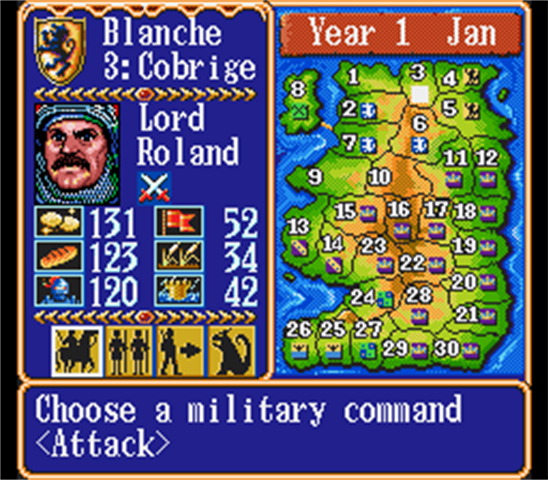 Blanche
3:Cobrige
Lord
Roland
131 52
123 34
120 42
Year 1 Jan
1 3 4
8
2 5
6
7
11 12
9 10
15 16 17 18
13
14 23 19
22
20
24 28
21
26 25 27
29 30
Choose a military command
<Attack>